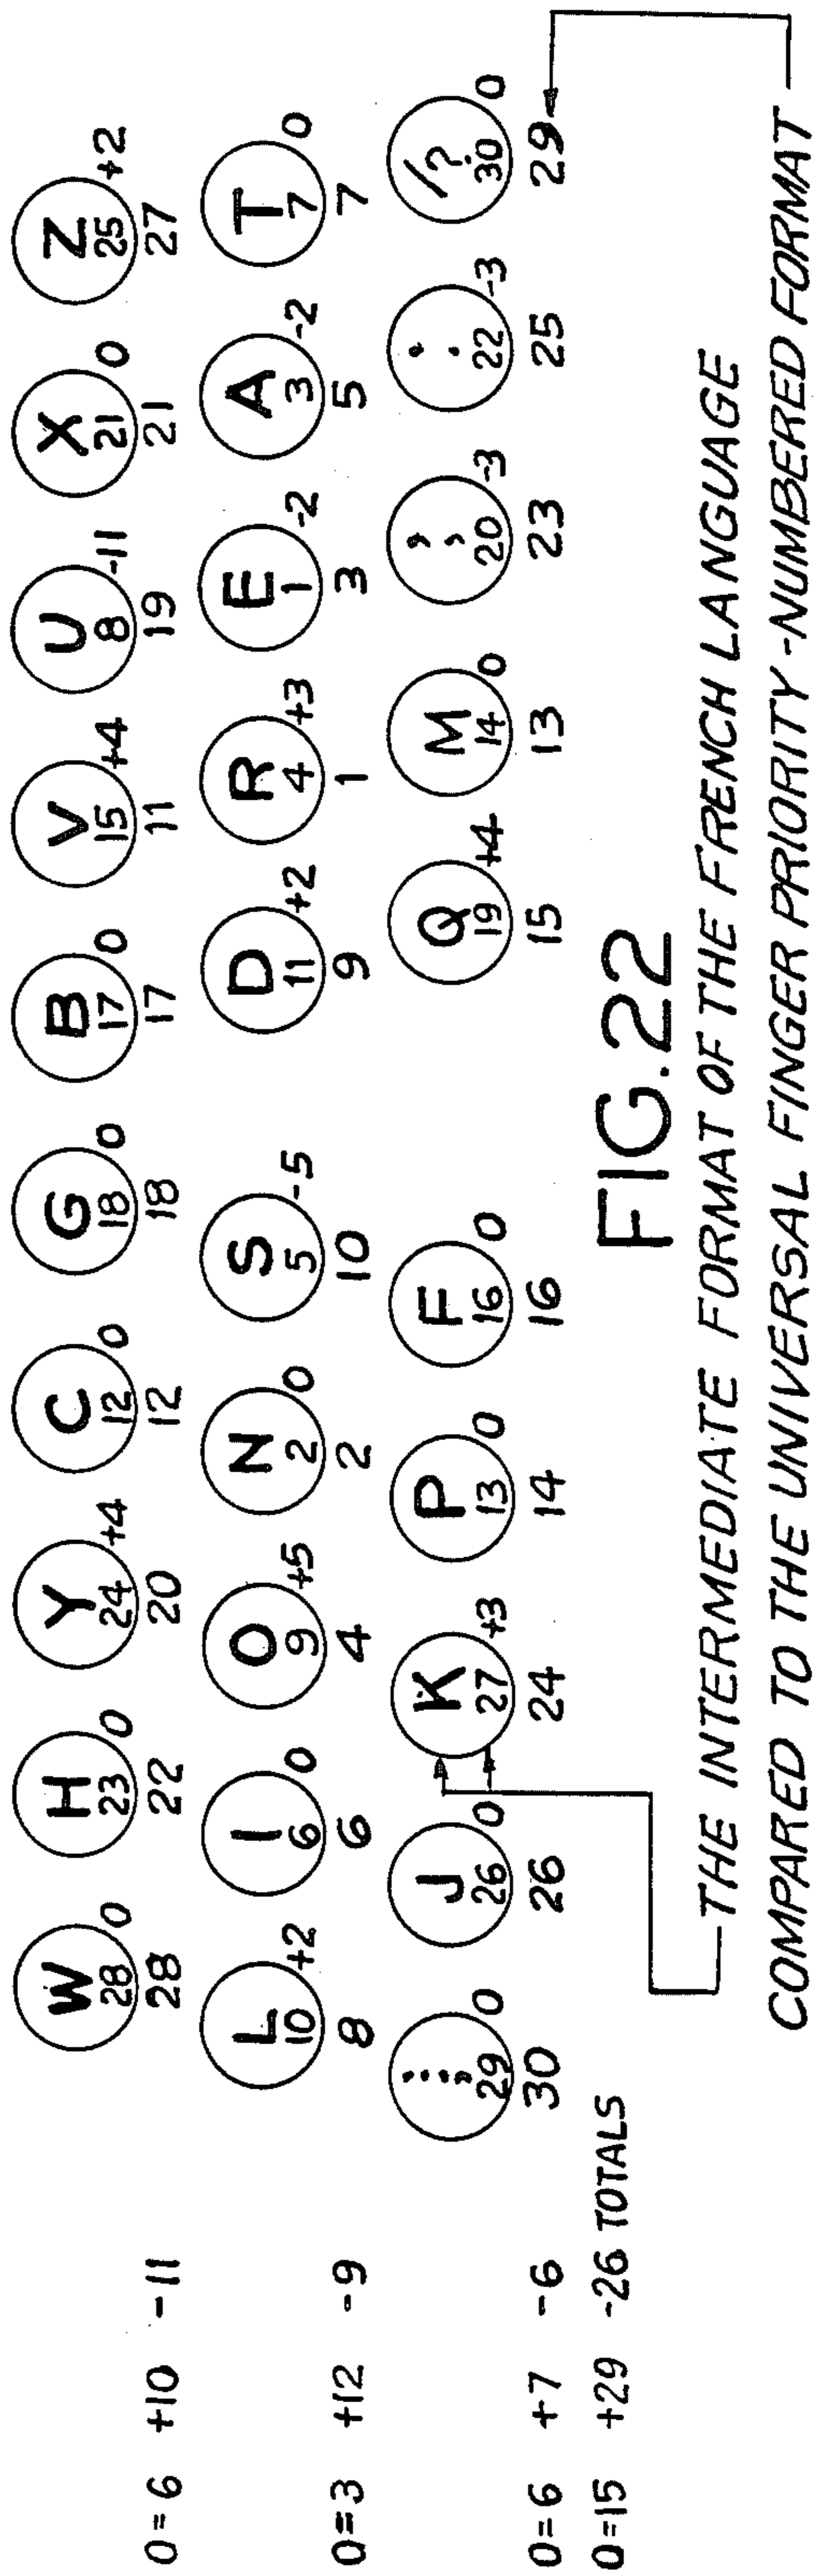 W H Y C G B V U X Z
28 23 24 12 18 17 15 8 21 25
0 0 +4 0 0 0 +4 -11 0 +2
0=6 +10 -11 28 22 20 12 18 17 11 19 21 27
L I O N S D R E A T
10 6 9 2 5 11 4 1 3 7
+2 0 +5 0 -5 +2 +3 -2 -2 0
0=3 +12 -9 8 6 4 2 10 9 1 3 5 7
: ; J K P F Q M , , . . /?
29 26 27 13 16 19 14 20 22 30
0 0 +3 0 0 +4 0 -3 -3 0
0=6 +7 -6 30 26 24 14 16 15 13 23 25 29
0=15 +29 -26 TOTALS
FIG.22
THE INTERMEDIATE FORMAT OF THE FRENCH LANGUAGE
COMPARED TO THE UNIVERSAL FINGER PRIORITY-NUMBERED FORMAT